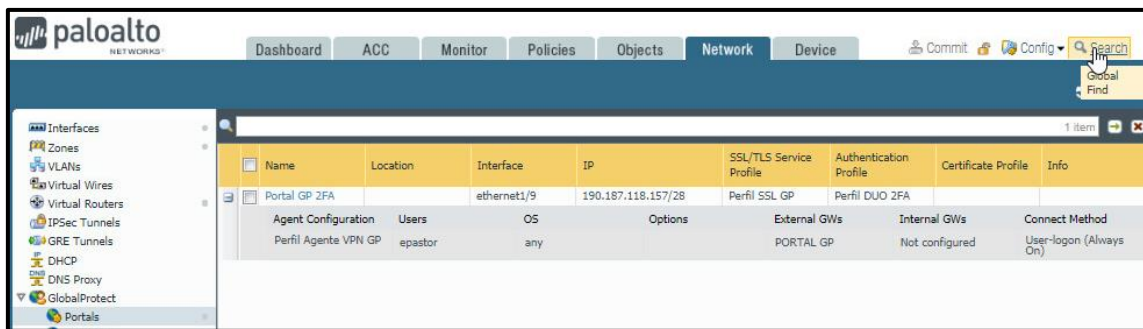 paloalto
NETWORKS
Dashboard ACC Monitor Policies Objects Network Device Commit Config Search
Global
Find
Interfaces
1 item
Zones
VLANs
Virtual Wires
Virtual Routers
IPSec Tunnels
GRE Tunnels
DHCP
DNS Proxy
GlobalProtect
Portals
Name Location Interface IP SSL/TLS Service Profile Authentication Profile Certificate Profile Info
Portal GP 2FA ethernet1/9 190.187.118.157/28 Perfil SSL GP Perfil DUO 2FA
Agent Configuration Users OS Options External GWs Internal GWs Connect Method
Perfil Agente VPN GP epastor any PORTAL GP Not configured User-logon (Always On)